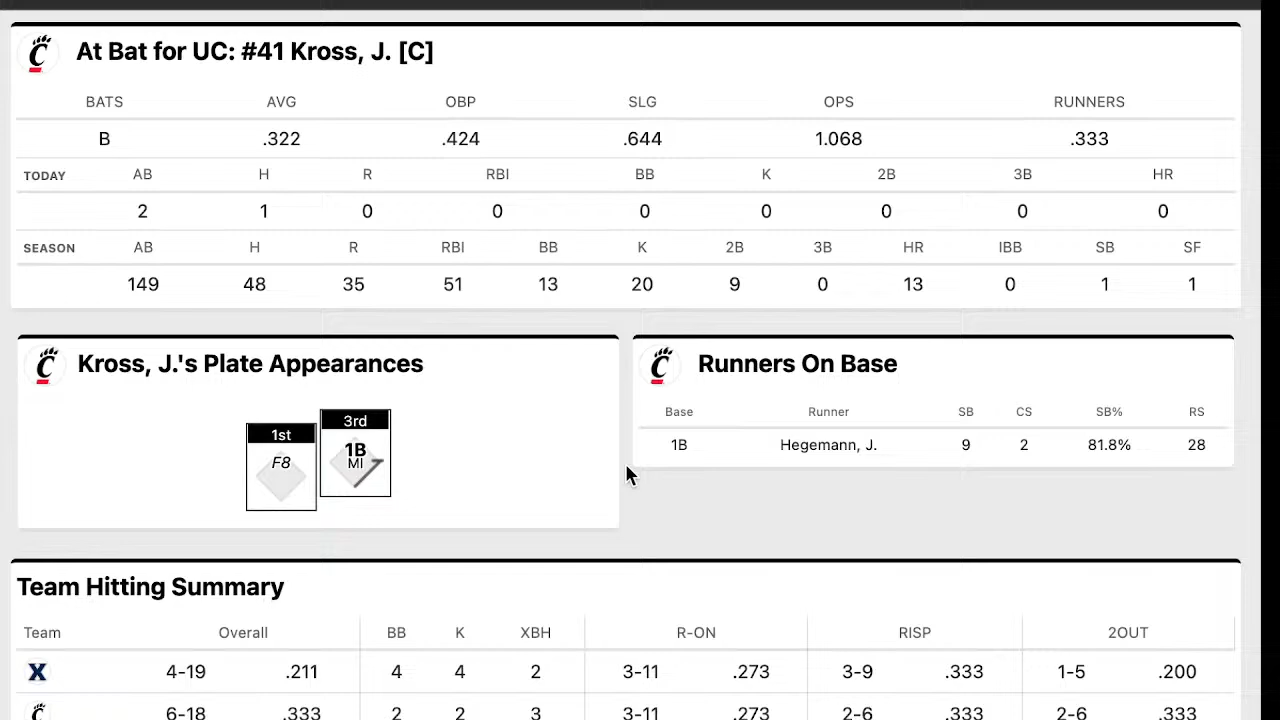 At Bat for UC: #41 Kross, J. [C]
BATS AVG OBP SLG OPS RUNNERS
B .322 .424 .644 1.068 .333
TODAY AB H R RBI BB K 2B 3B HR
2 1 0 0 0 0 0 0 0
SEASON AB H R RBI BB K 2B 3B HR IBB SB SF
149 48 35 51 13 20 9 0 13 0 1 1
Kross, J.'s Plate Appearances
1st
F8
3rd
1B
MI
Runners On Base
Base Runner SB CS SB% RS
1B Hegemann, J. 9 2 81.8% 28
Team Hitting Summary
Team Overall BB K XBH R-ON RISP 2OUT
X 4-19 .211 4 4 2 3-11 .273 3-9 .333 1-5 .200
C 6-18 .333 2 2 3 3-11 .273 2-6 .333 2-6 .333